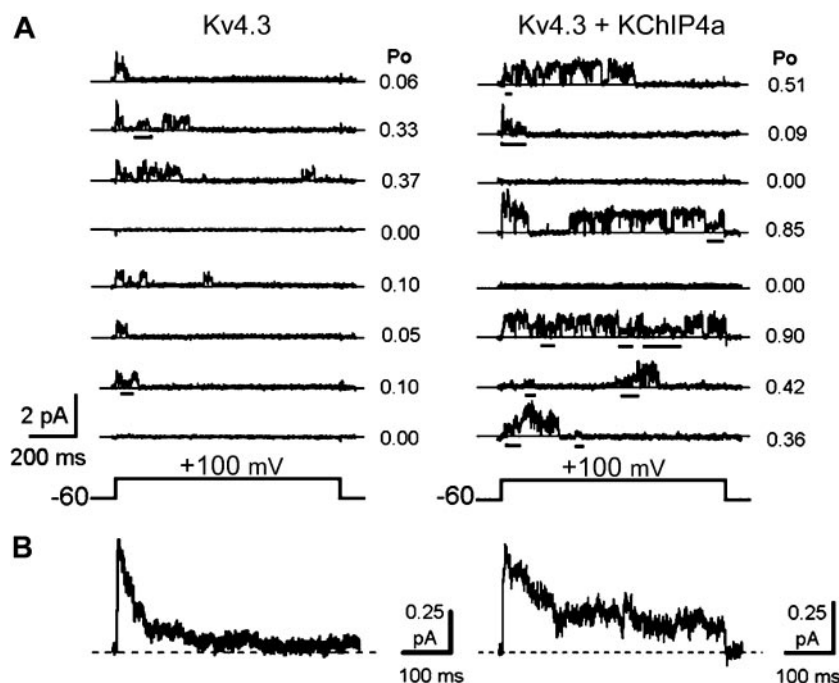 A
Kv4.3
Kv4.3 + KChIP4a
Po
0.06
0.33
0.37
0.00
0.10
0.05
0.10
0.00
Po
0.51
0.09
0.00
0.85
0.00
0.90
0.42
0.36
2 pA
200 ms
+100 mV
-60
+100 mV
-60
B
0.25
pA
100 ms
0.25
pA
100 ms